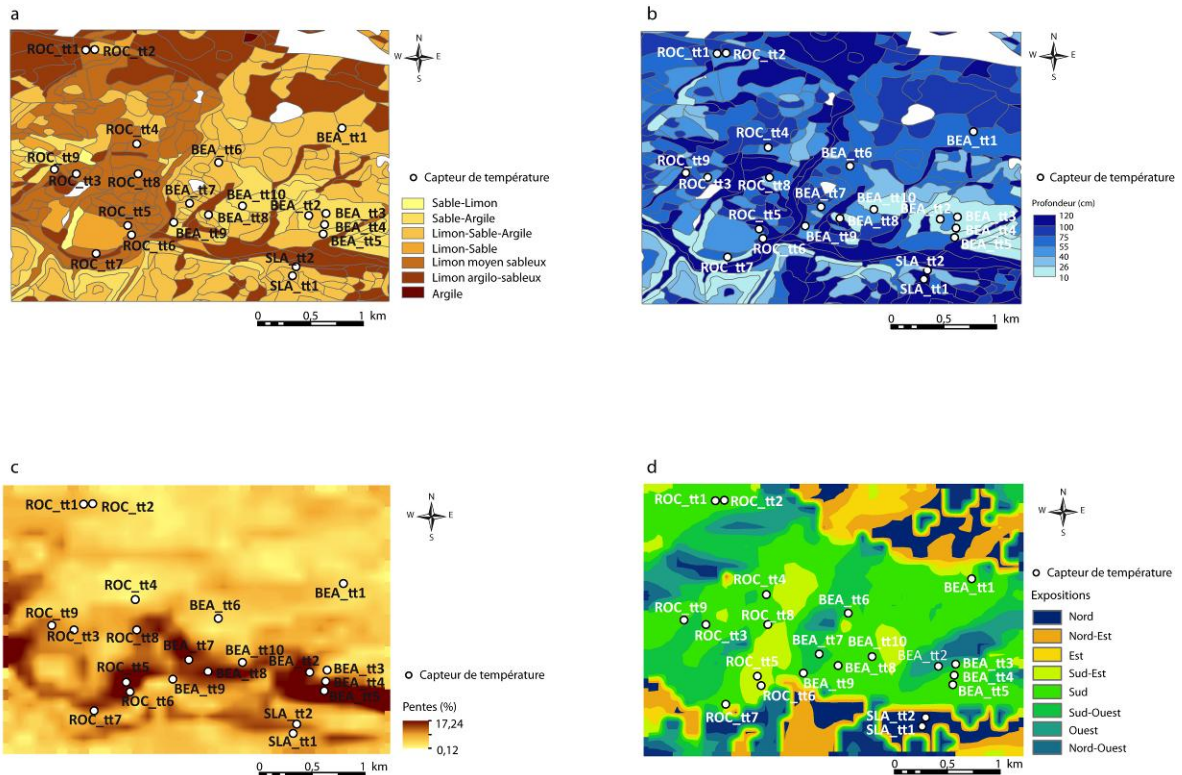 a
ROC_tt1
ROC_tt2
N
W
E
S
ROC_tt4
BEA_tt1
ROC_tt9
BEA_tt6
ROC_tt3
ROC_tt8
BEA_tt7
BEA_tt10
BEA_tt2
BEA_tt3
ROC_tt5
BEA_tt8
BEA_tt4
BEA_tt9
BEA_tt5
ROC_tt6
ROC_tt7
SLA_tt2
SLA_tt1
Capteur de température
Sable-Limon
Sable-Argile
Limon-Sable-Argile
Limon-Sable
Limon moyen sableux
Limon argilo-sableux
Argile
0 0,5 1 km
b
ROC_tt1
ROC_tt2
N
W
E
S
ROC_tt4
BEA_tt1
ROC_tt9
BEA_tt6
ROC_tt3
ROC_tt8
BEA_tt7
BEA_tt10
BEA_tt2
BEA_tt3
ROC_tt5
BEA_tt8
BEA_tt4
BEA_tt9
BEA_tt5
ROC_tt6
ROC_tt7
SLA_tt2
SLA_tt1
Capteur de température
Profondeur (cm)
120
100
75
55
40
26
10
0 0,5 1 km
c
ROC_tt1
ROC_tt2
N
W
E
S
ROC_tt4
BEA_tt1
ROC_tt9
BEA_tt6
ROC_tt3
ROC_tt8
BEA_tt7
BEA_tt10
BEA_tt2
BEA_tt3
ROC_tt5
BEA_tt8
BEA_tt4
BEA_tt9
BEA_tt5
ROC_tt6
ROC_tt7
SLA_tt2
SLA_tt1
Capteur de température
Pentes (%)
17,24
0,12
0 0,5 1 km
d
ROC_tt1
ROC_tt2
N
W
E
S
ROC_tt4
BEA_tt1
ROC_tt9
BEA_tt6
ROC_tt3
ROC_tt8
BEA_tt7
BEA_tt10
BEA_tt2
BEA_tt3
ROC_tt5
BEA_tt8
BEA_tt4
BEA_tt9
BEA_tt5
ROC_tt6
ROC_tt7
SLA_tt2
SLA_tt1
Capteur de température
Expositions
Nord
Nord-Est
Est
Sud-Est
Sud
Sud-Ouest
Ouest
Nord-Ouest
0 0,5 1 km